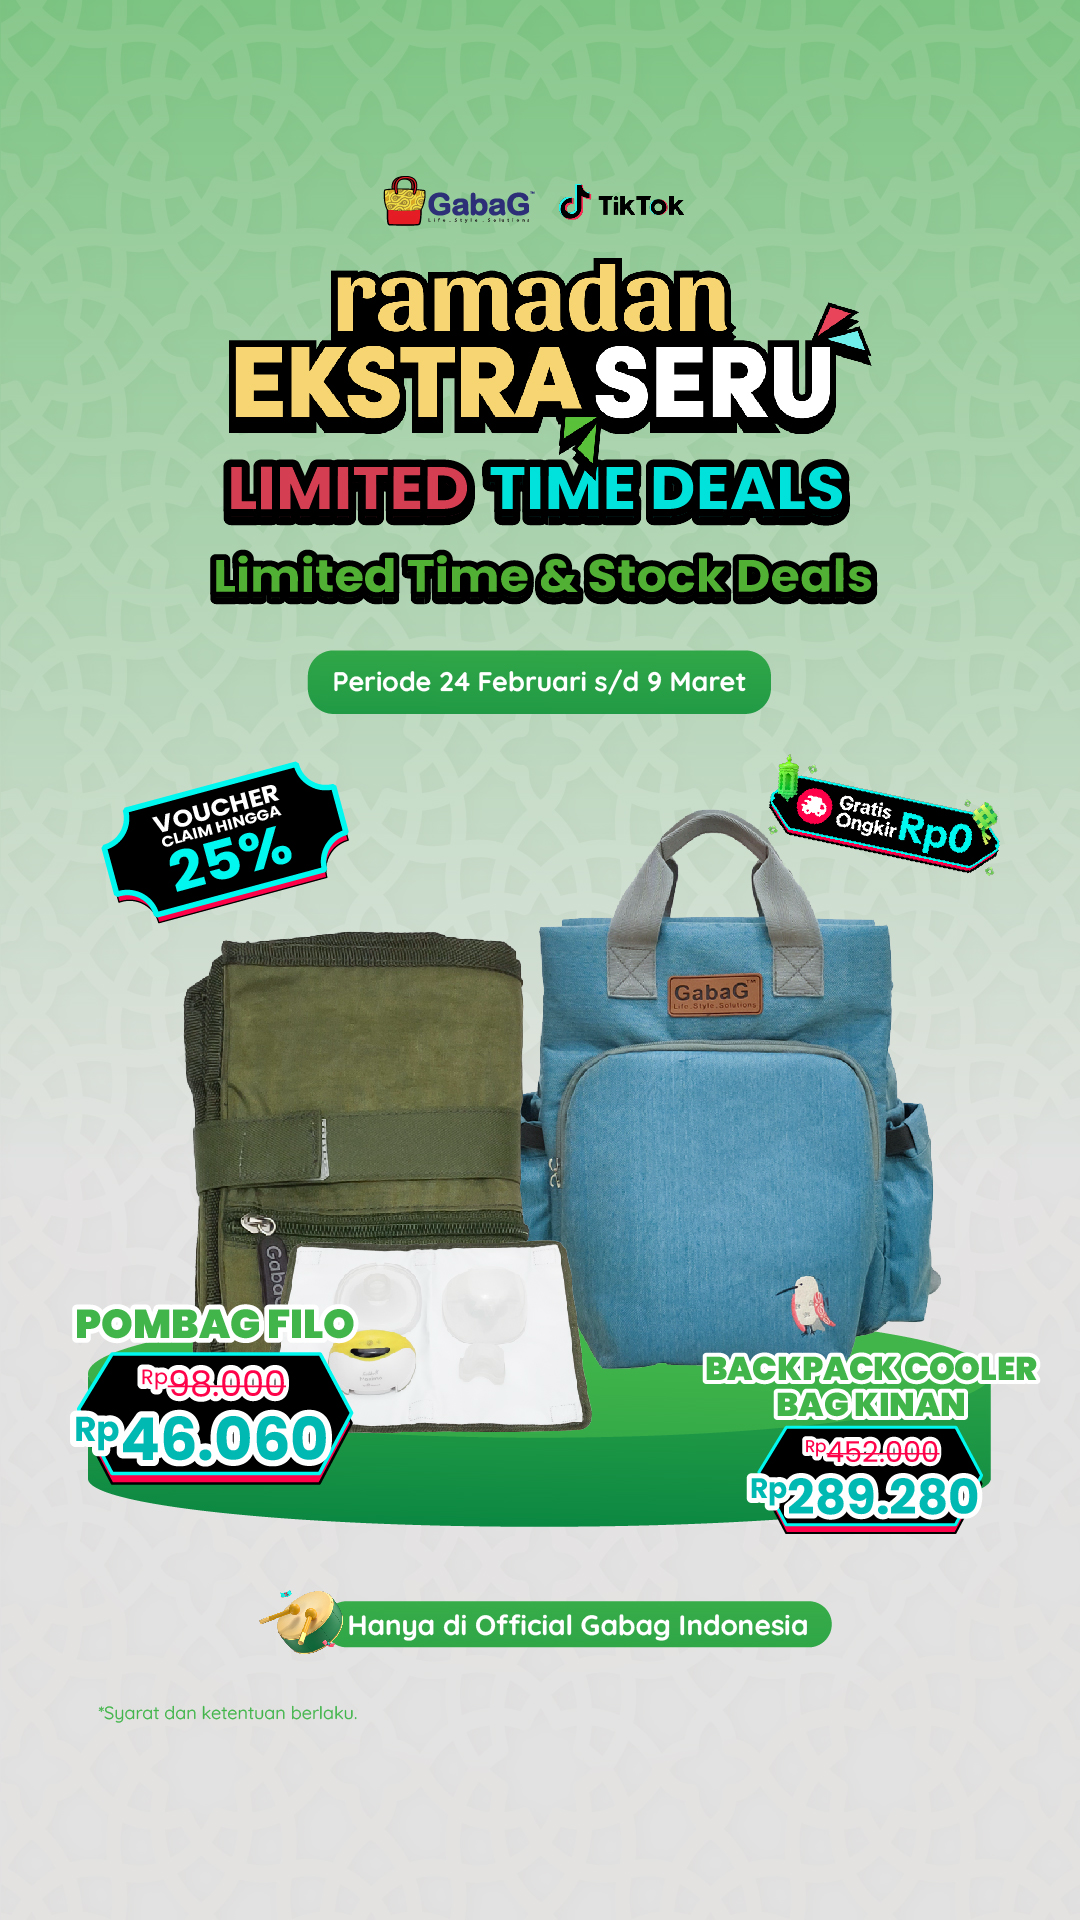 GabaG™
Life.Style.Solutions
TikTok
ramadan
EKSTRA SERU
LIMITED TIME DEALS
Limited Time & Stock Deals
Periode 24 Februari s/d 9 Maret
VOUCHER
CLAIM HINGGA
25%
Gratis
Ongkir Rp0
GabaG™
Life.Style.Solutions
POMBAG FILO
Rp98.000
Rp46.060
BACKPACK COOLER
BAG KINAN
Rp452.000
Rp289.280
Hanya di Official Gabag Indonesia
*Syarat dan ketentuan berlaku.